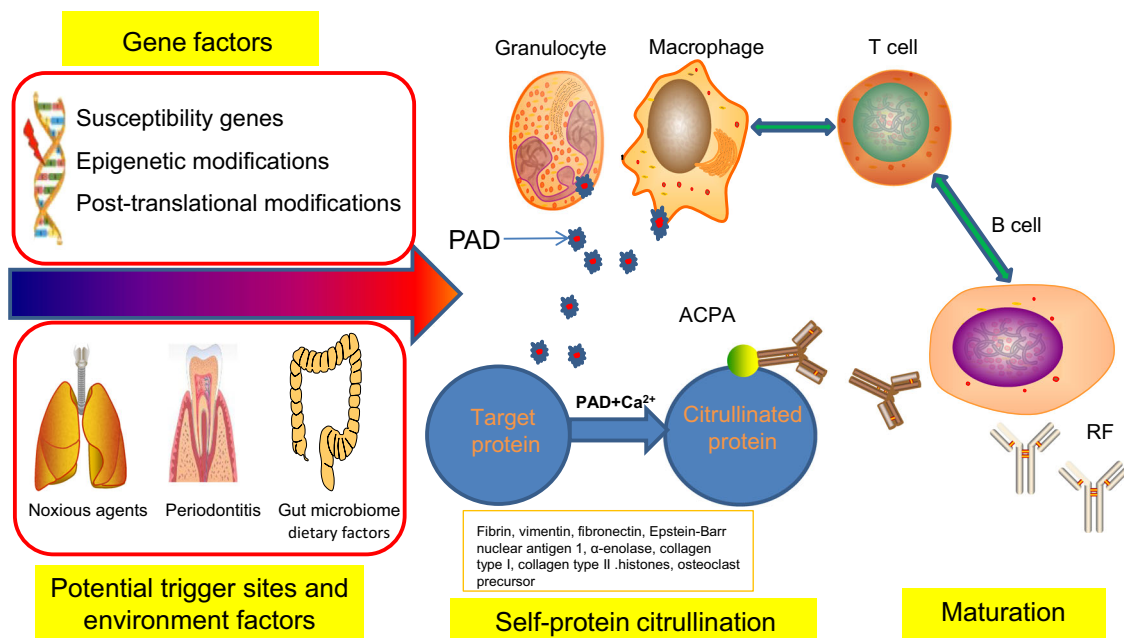 Gene factors
Susceptibility genes
Epigenetic modifications
Post-translational modifications
Granulocyte
Macrophage
T cell
PAD
B cell
ACPA
Target
protein
PAD+Ca²⁺
Citrullinated
protein
RF
Noxious agents
Periodontitis
Gut microbiome
dietary factors
Fibrin, vimentin, fibronectin, Epstein-Barr
nuclear antigen 1, α-enolase, collagen
type I, collagen type II .histones, osteoclast
precursor
Potential trigger sites and
environment factors
Self-protein citrullination
Maturation